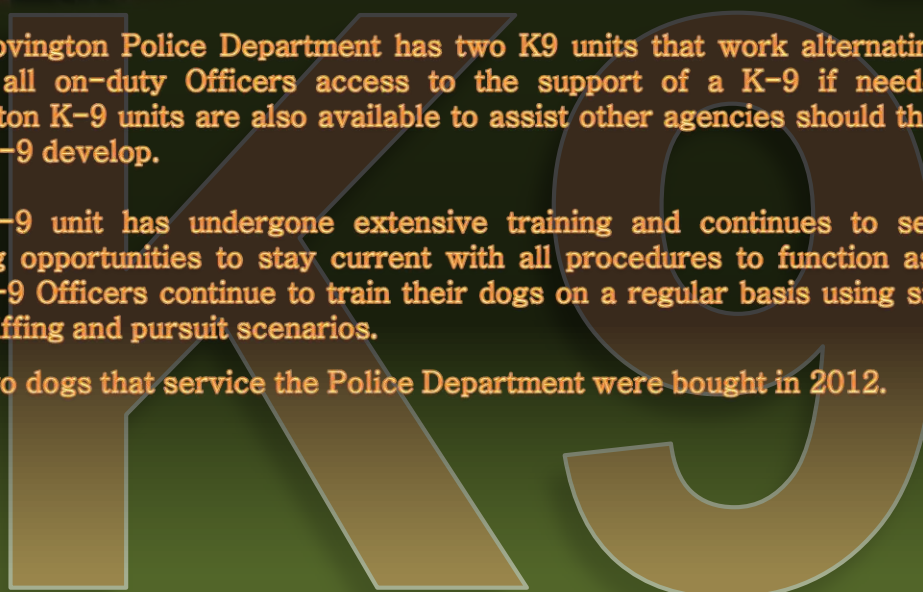 ovington Police Department has two K9 units that work alternati
all on-duty Officers access to the support of a K-9 if need
ton K-9 units are also available to assist other agencies should th
-9 develop.
-9 unit has undergone extensive training and continues to se
g opportunities to stay current with all procedures to function as
-9 Officers continue to train their dogs on a regular basis using s
ffing and pursuit scenarios.
o dogs that service the Police Department were bought in 2012.
K9